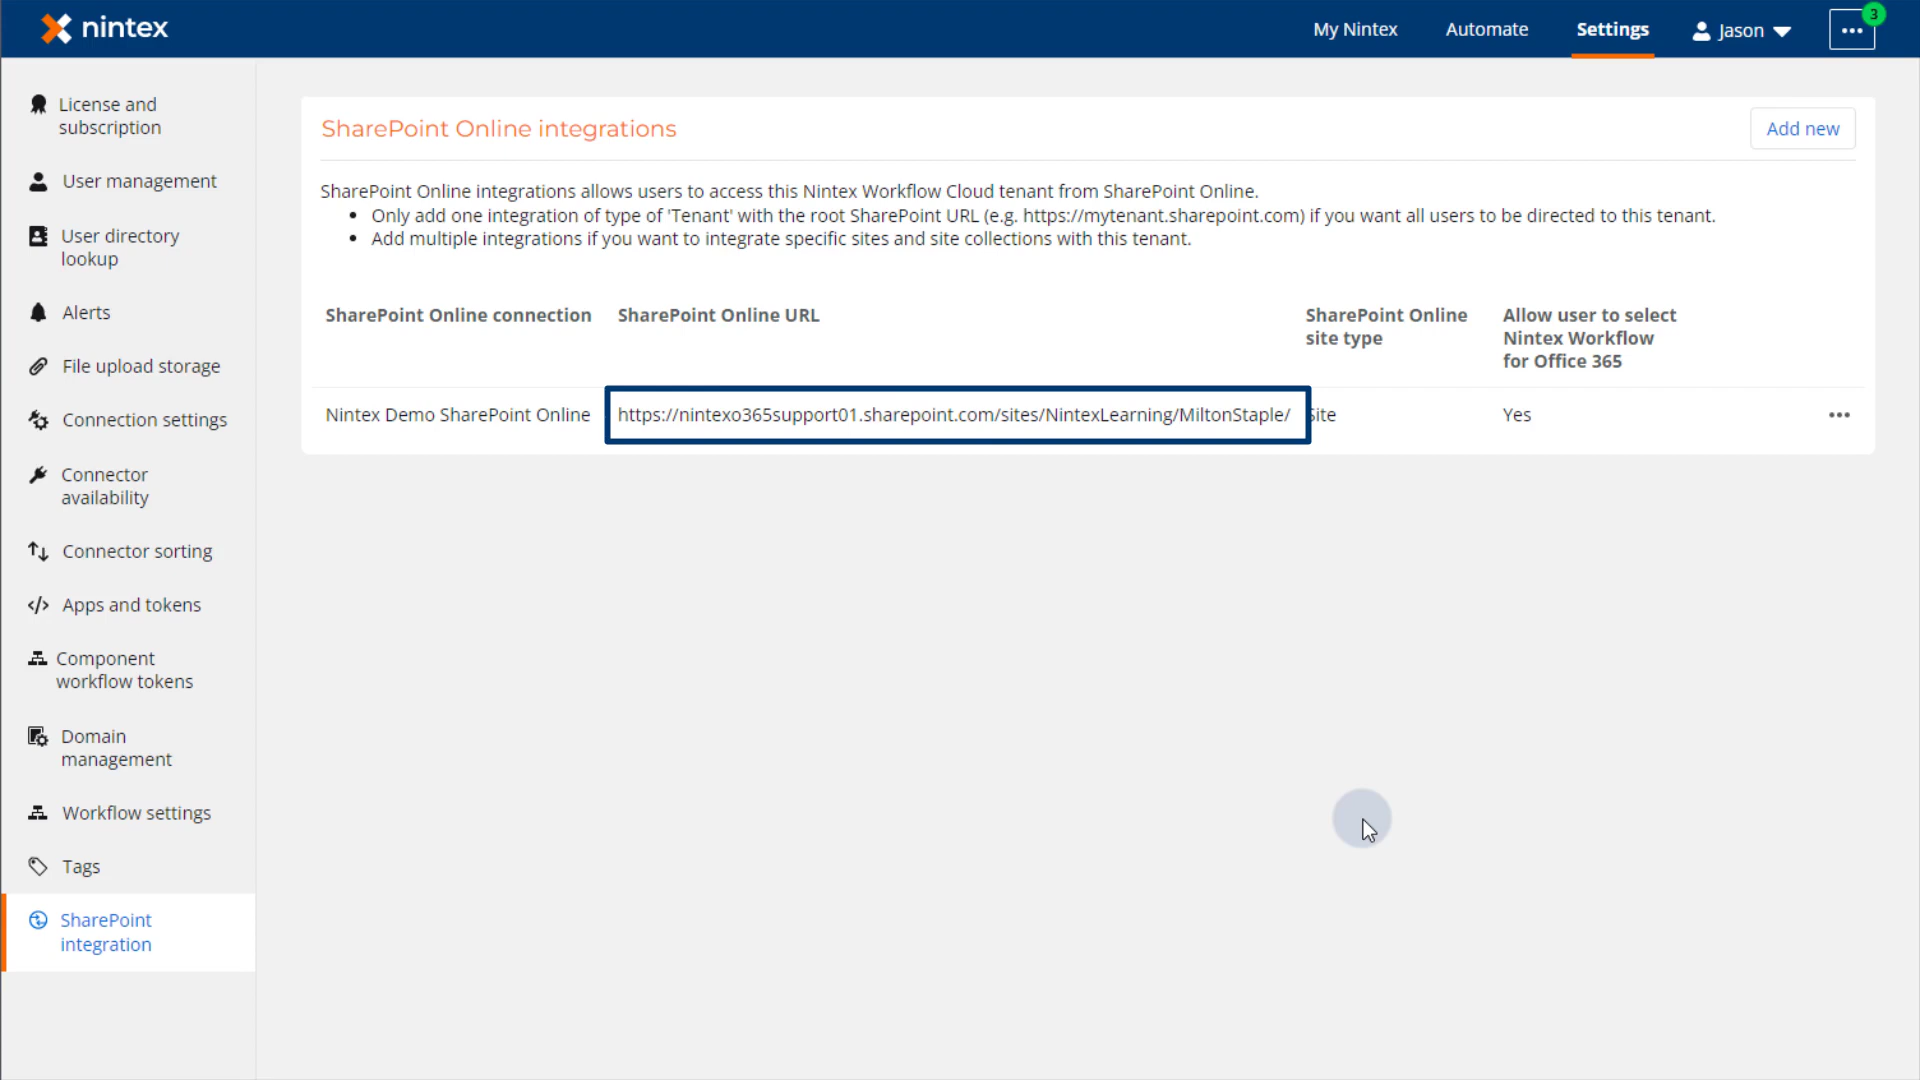 nintex
My Nintex
Automate
Settings
Jason
3
License and
subscription
User management
User directory
lookup
Alerts
File upload storage
Connection settings
Connector
availability
Connector sorting
Apps and tokens
Component
workflow tokens
Domain
management
Workflow settings
Tags
SharePoint
integration
SharePoint Online integrations
Add new
SharePoint Online integrations allows users to access this Nintex Workflow Cloud tenant from SharePoint Online.
• Only add one integration of type of 'Tenant' with the root SharePoint URL (e.g. https://mytenant.sharepoint.com) if you want all users to be directed to this tenant.
• Add multiple integrations if you want to integrate specific sites and site collections with this tenant.
SharePoint Online connection
SharePoint Online URL
SharePoint Online
site type
Allow user to select
Nintex Workflow
for Office 365
Nintex Demo SharePoint Online
https://nintexo365support01.sharepoint.com/sites/NintexLearning/MiltonStaple/
Site
Yes